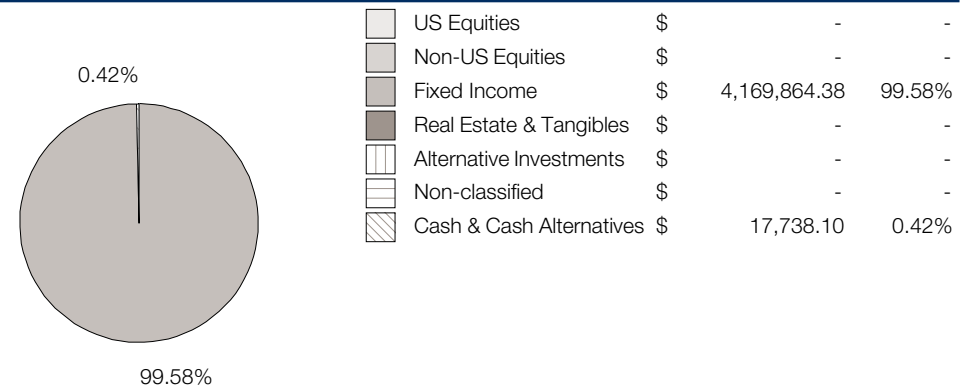 0.42%
99.58%
US Equities $ - -
Non-US Equities $ - -
Fixed Income $ 4,169,864.38 99.58%
Real Estate & Tangibles $ - -
Alternative Investments $ - -
Non-classified $ - -
Cash & Cash Alternatives $ 17,738.10 0.42%